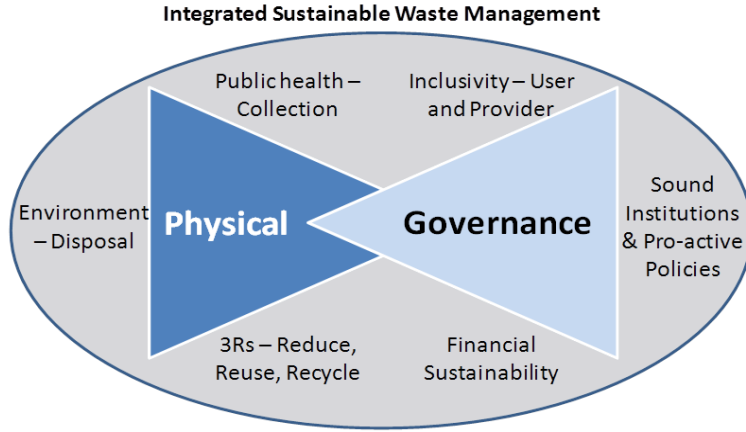 Integrated Sustainable Waste Management
Public health –
Collection
Inclusivity – User
and Provider
Environment
– Disposal
Physical
Governance
Sound
Institutions
& Pro-active
Policies
3Rs – Reduce,
Reuse, Recycle
Financial
Sustainability